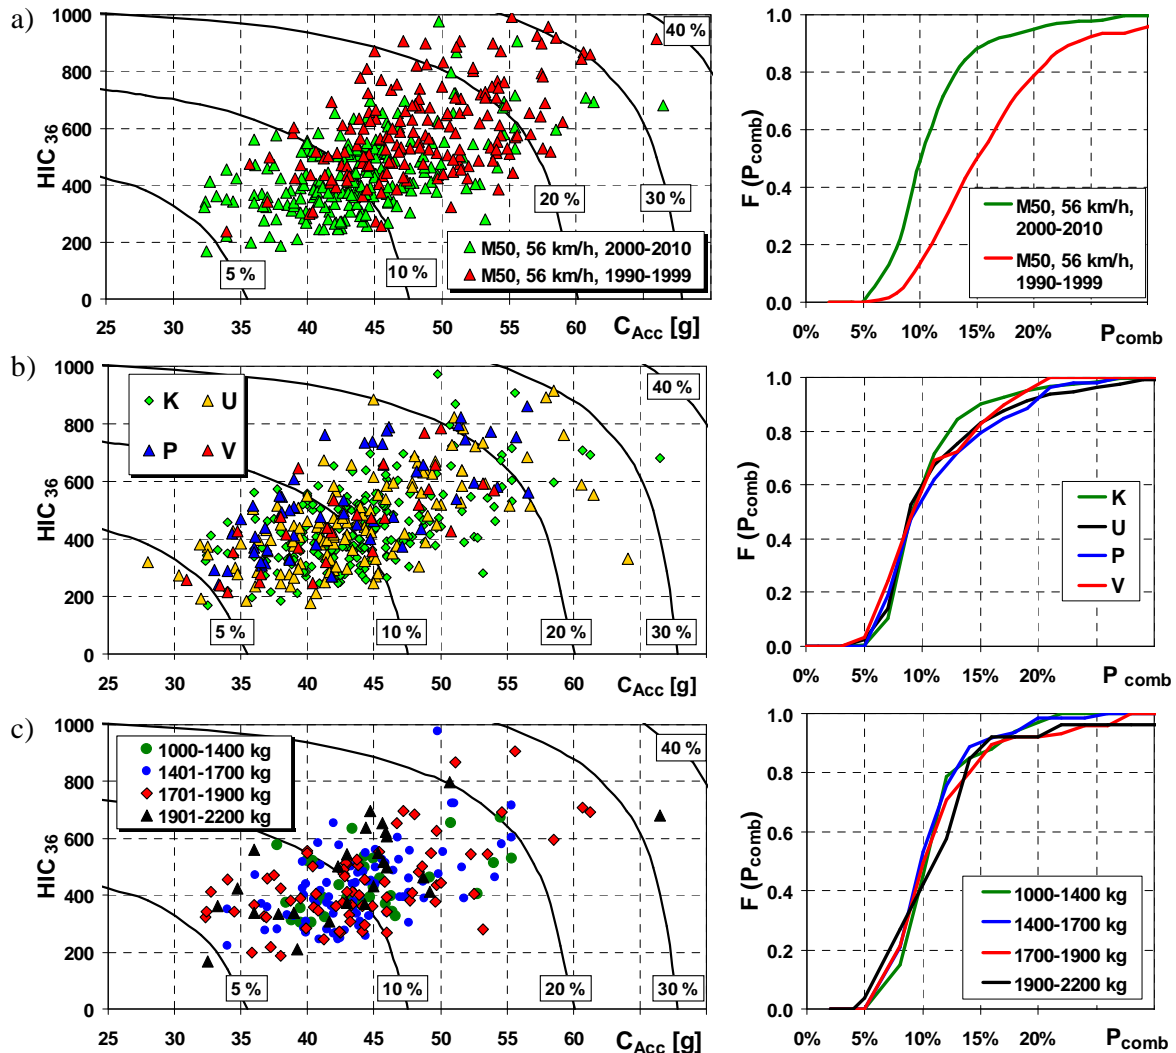 a)
1000
800
600
400
200
0
HIC36
40 %
5 %
10 %
20 %
30 %
M50, 56 km/h, 2000-2010
M50, 56 km/h, 1990-1999
25 30 35 40 45 50 55 60 CAcc [g]
1.0
0.8
0.6
0.4
0.2
0.0
F (Pcomb)
M50, 56 km/h,
2000-2010
M50, 56 km/h,
1990-1999
0% 5% 10% 15% 20% Pcomb
b)
1000
800
600
400
200
0
HIC36
K U
P V
40 %
5 %
10 %
20 %
30 %
25 30 35 40 45 50 55 60 CAcc [g]
1.0
0.8
0.6
0.4
0.2
0.0
F (Pcomb)
K
U
P
V
0% 5% 10% 15% 20% P comb
c)
1000
800
600
400
200
0
HIC36
1000-1400 kg
1401-1700 kg
1701-1900 kg
1901-2200 kg
40 %
5 %
10 %
20 %
30 %
25 30 35 40 45 50 55 60 CAcc [g]
1.0
0.8
0.6
0.4
0.2
0.0
F (Pcomb)
1000-1400 kg
1400-1700 kg
1700-1900 kg
1900-2200 kg
0% 5% 10% 15% 20% Pcomb